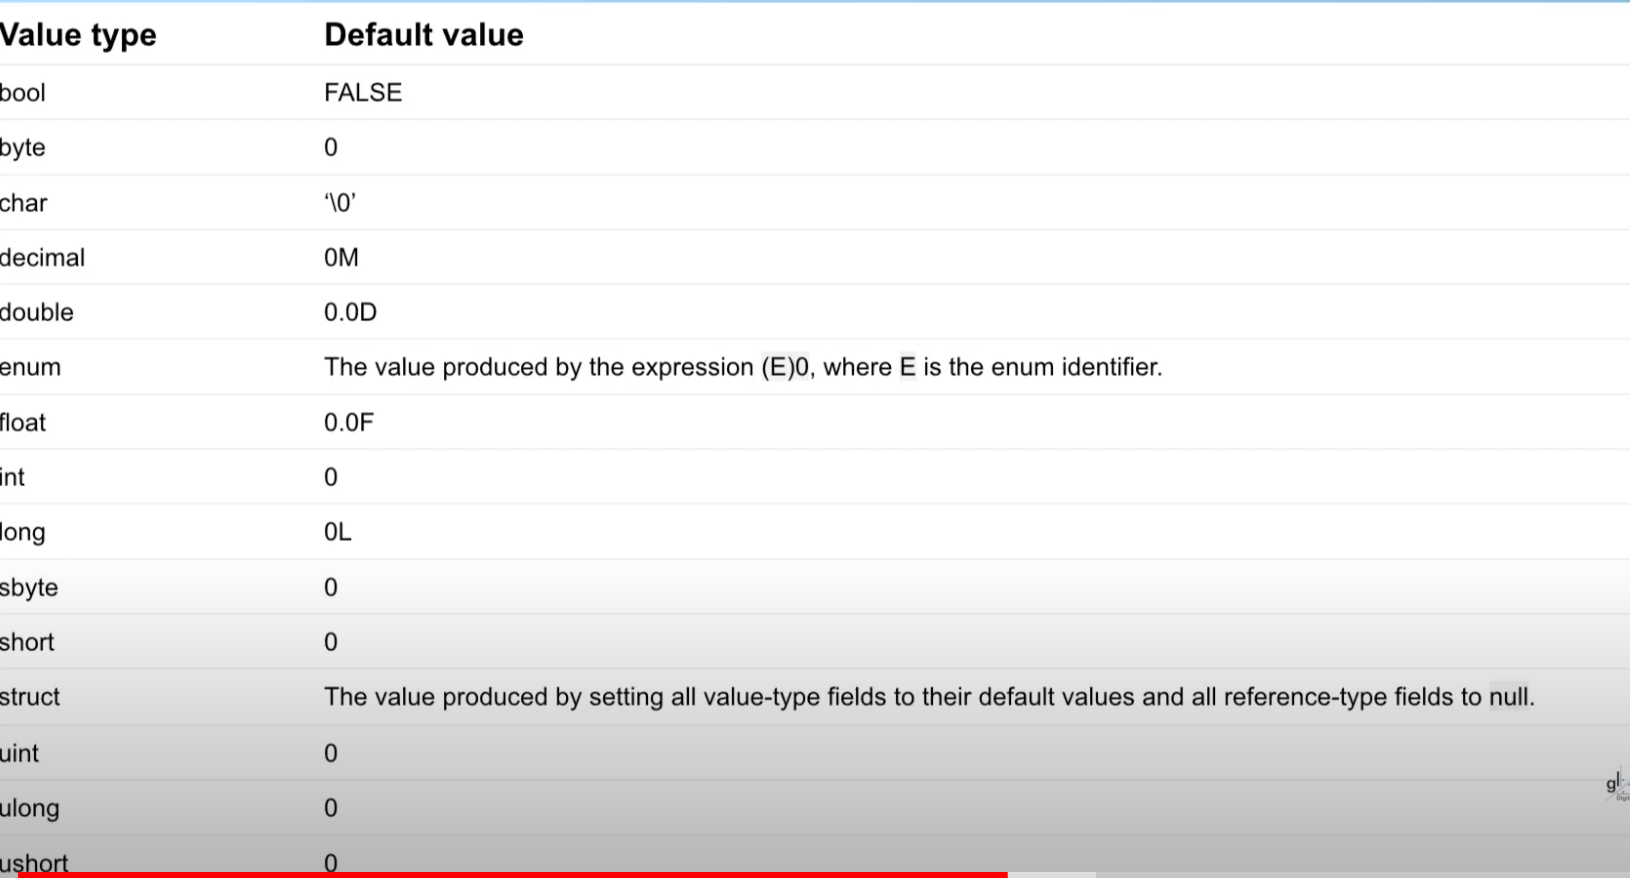 Value type Default value
bool FALSE
byte 0
char ‘\0’
decimal 0M
double 0.0D
enum The value produced by the expression (E)0, where E is the enum identifier.
float 0.0F
int 0
long 0L
sbyte 0
short 0
struct The value produced by setting all value-type fields to their default values and all reference-type fields to null.
uint 0
ulong 0
ushort 0